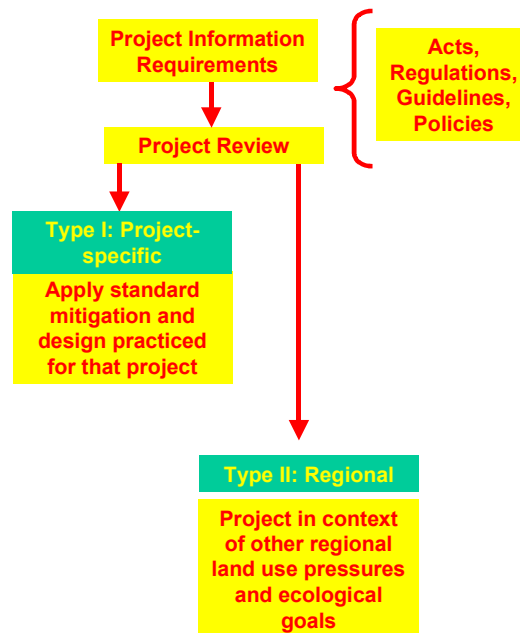 Project Information
Requirements
Acts,
Regulations,
Guidelines,
Policies
Project Review
Type I: Project-
specific
Apply standard
mitigation and
design practiced
for that project
Type II: Regional
Project in context
of other regional
land use pressures
and ecological
goals